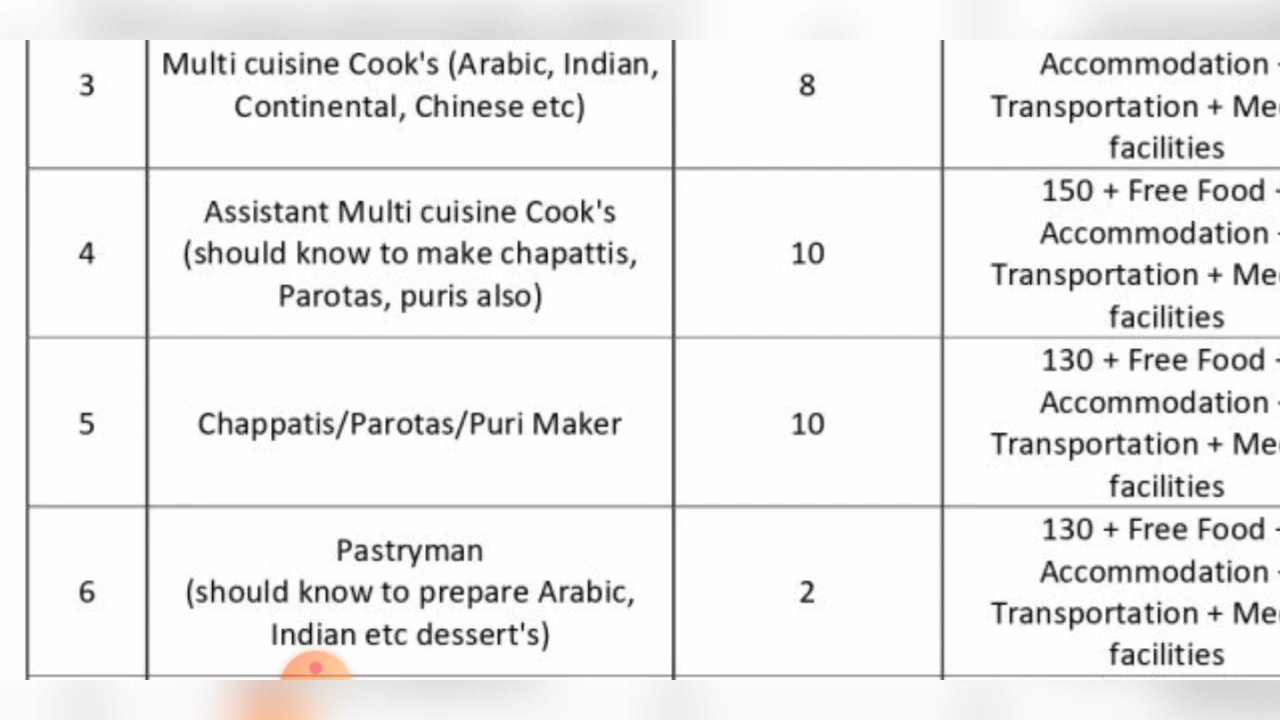 3
Multi cuisine Cook's (Arabic, Indian,
Continental, Chinese etc)
8
Accommodation
Transportation +
facilities
4
Assistant Multi cuisine Cook's
(should know to make chapattis,
Parotas, puris also)
10
150 + Free Food
Accommodation
Transportation +
facilities
5
Chappatis/Parotas/Puri Maker
10
130 + Free Food
Accommodation
Transportation +
facilities
6
Pastryman
(should know to prepare Arabic,
Indian etc dessert's)
2
130 + Free Food
Accommodation
Transportation +
facilities